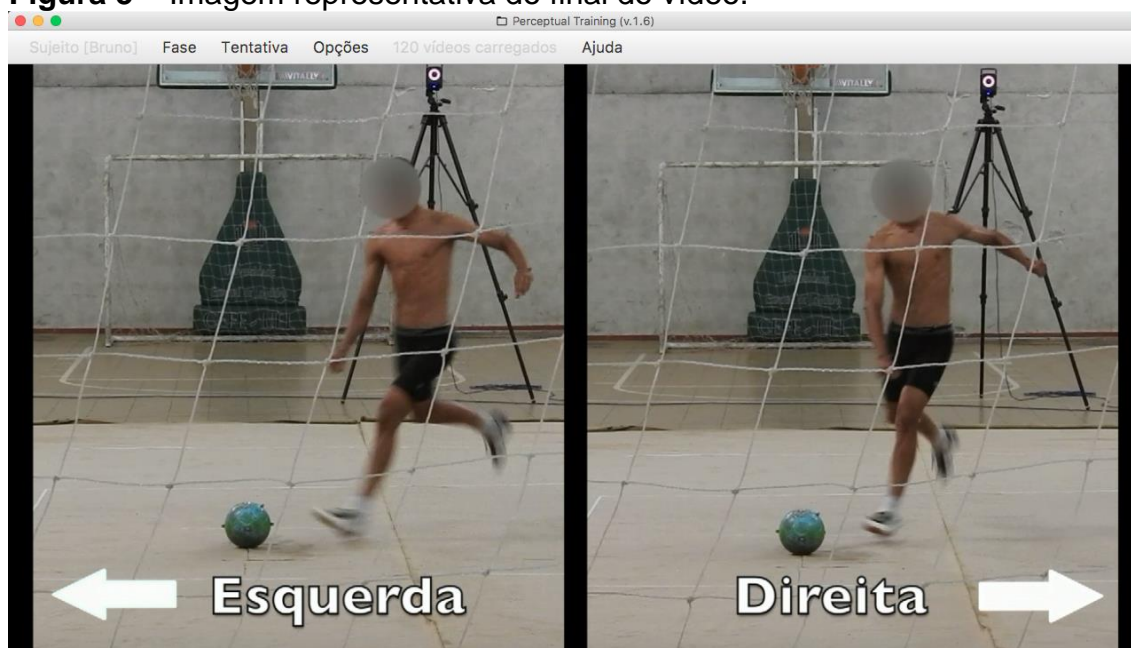 Figura – Imagem representativa do final do vídeo.
Perceptual Training (v.1.6)
Sujeito [Bruno] Fase Tentativa Opções 120 vídeos carregados Ajuda
Esquerda Direita